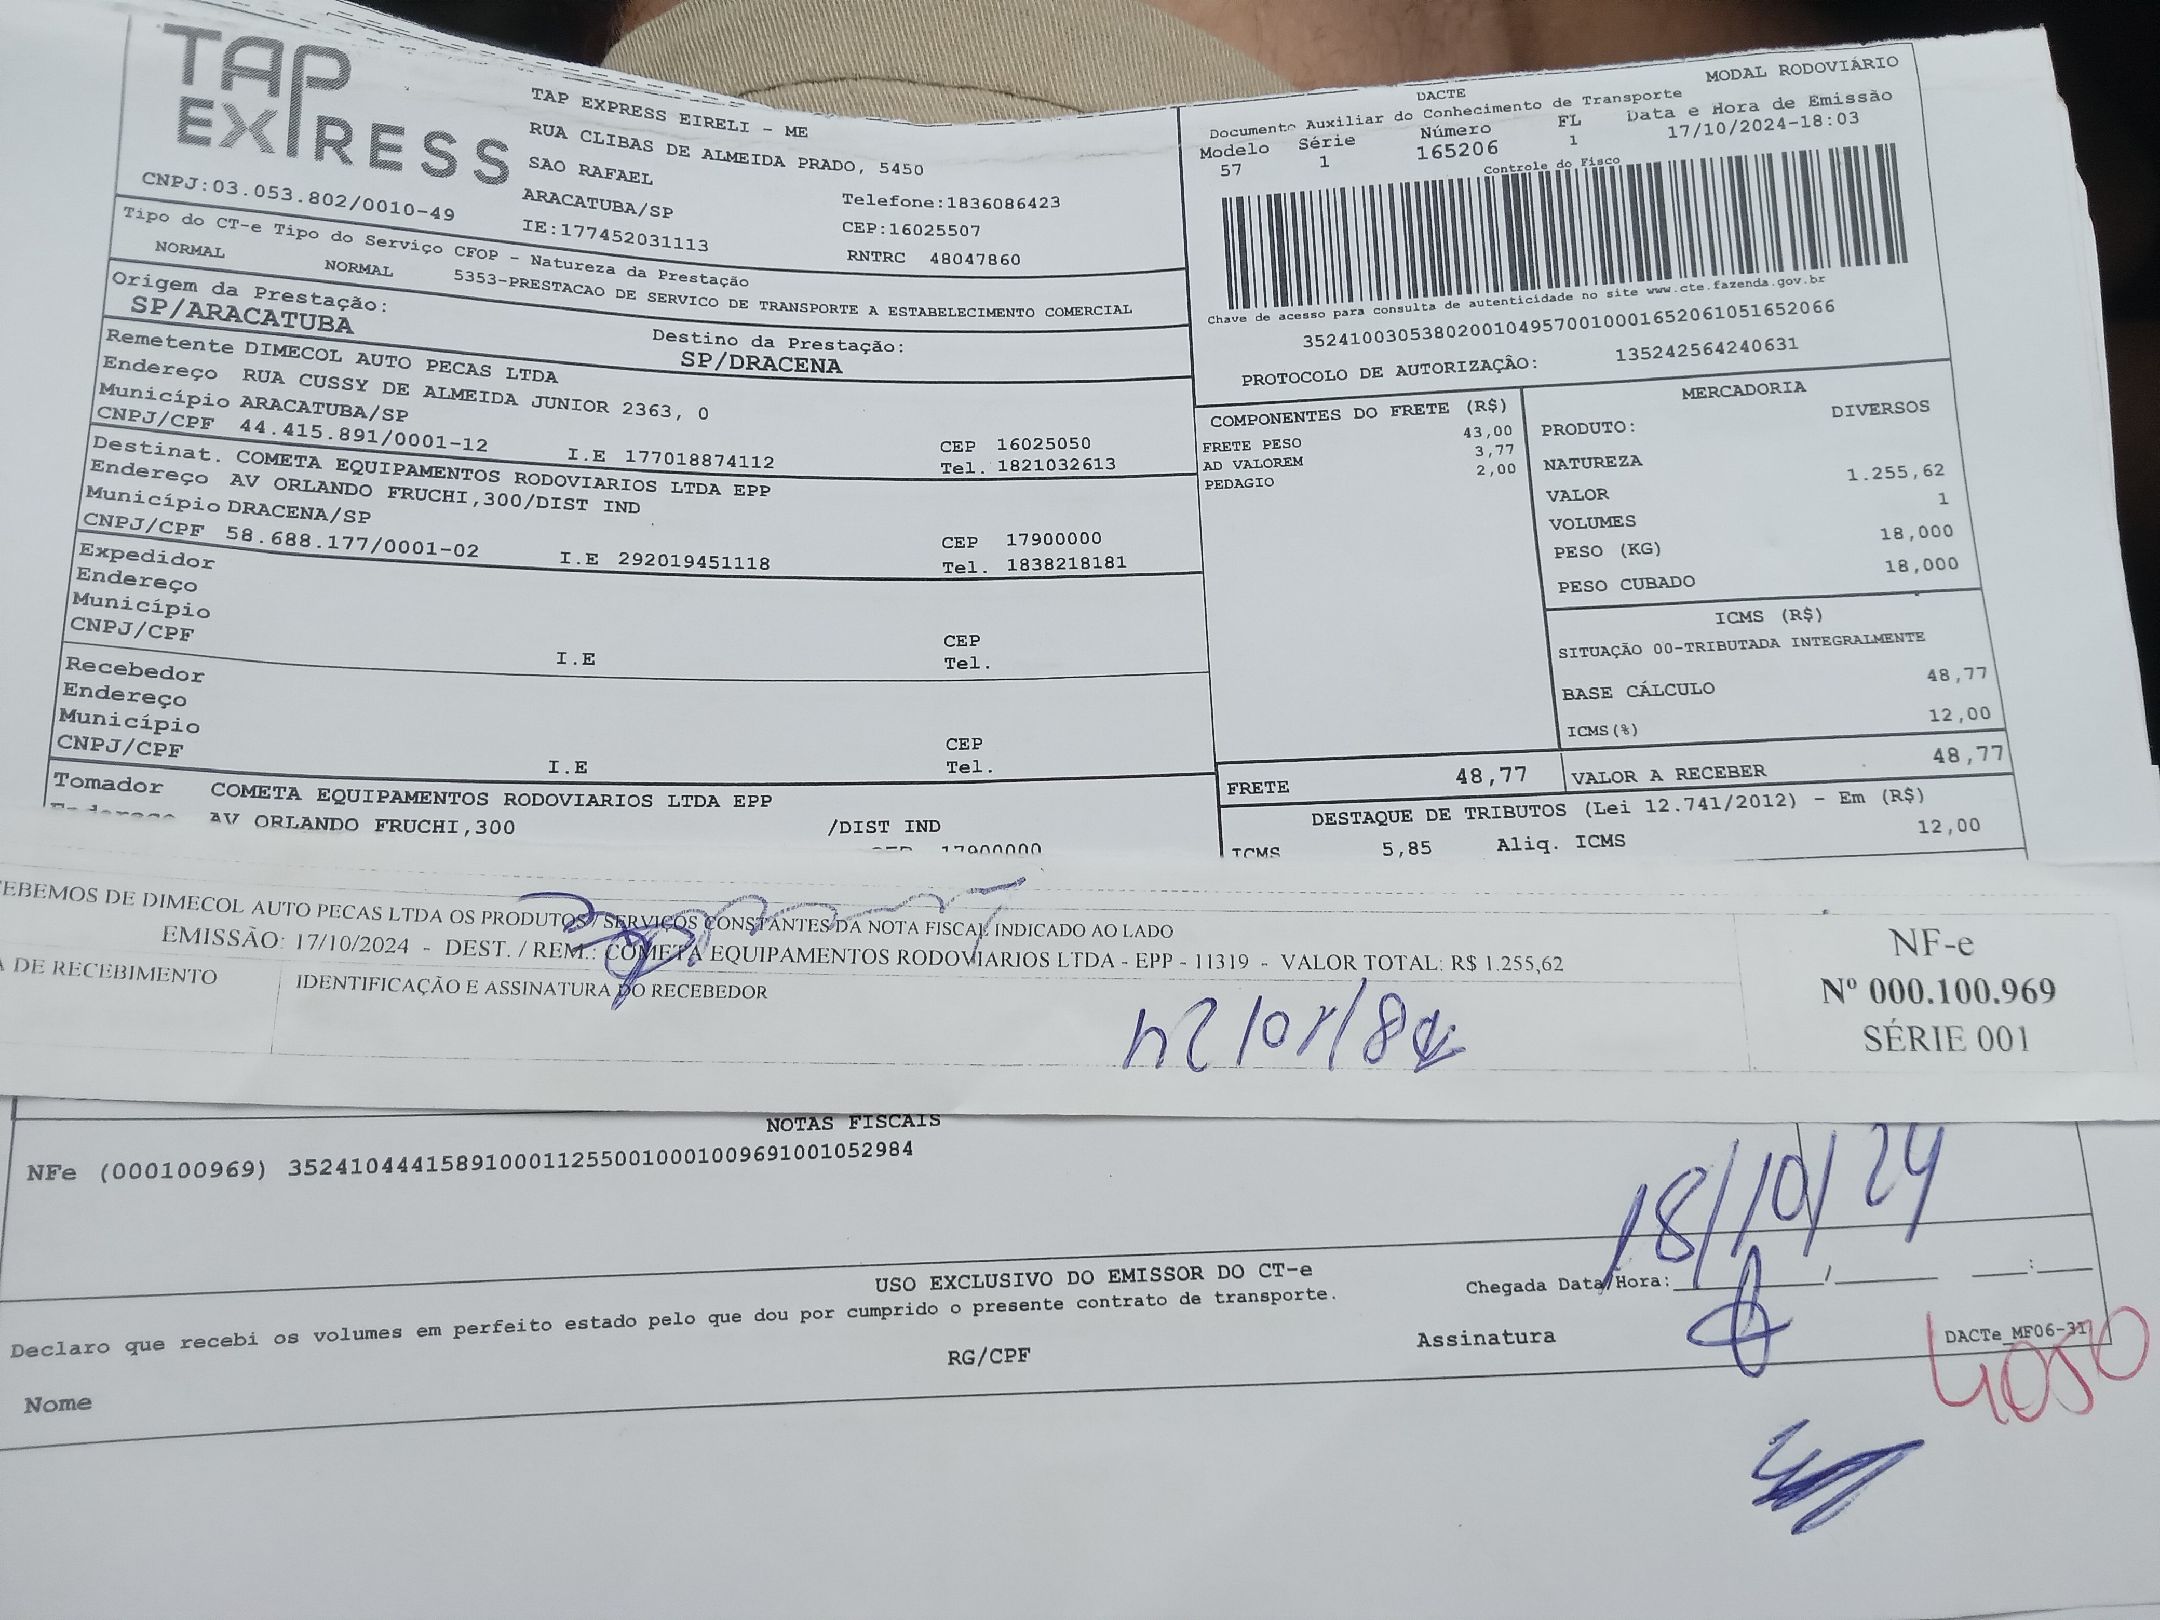 TAP
EXPRESS
TAP EXPRESS EIRELI - ME
RUA CLIBAS DE ALMEIDA PRADO, 5450
SAO RAFAEL
ARACATUBA/SP
Telefone:1836086423
CNPJ:03.053.802/0010-49
IE:177452031113
CEP:16025507
RNTRC 48047860
Tipo do CT-e Tipo do Serviço CFOP - Natureza da Prestação
NORMAL NORMAL 5353-PRESTACAO DE SERVICO DE TRANSPORTE A ESTABELECIMENTO COMERCIAL
Origem da Prestação:
SP/ARACATUBA
Destino da Prestação:
SP/DRACENA
Remetente DIMECOL AUTO PECAS LTDA
Endereço RUA CUSSY DE ALMEIDA JUNIOR 2363, 0
Município ARACATUBA/SP
CEP 16025050
CNPJ/CPF 44.415.891/0001-12 I.E 177018874112 Tel. 1821032613
Destinat. COMETA EQUIPAMENTOS RODOVIARIOS LTDA EPP
Endereço AV ORLANDO FRUCHI,300/DIST IND
Município DRACENA/SP
CEP 17900000
CNPJ/CPF 58.688.177/0001-02 I.E 292019451118 Tel. 1838218181
Expedidor
Endereço
Município
CEP
CNPJ/CPF I.E Tel.
Recebedor
Endereço
Município
CEP
CNPJ/CPF I.E Tel.
Tomador COMETA EQUIPAMENTOS RODOVIARIOS LTDA EPP
AV ORLANDO FRUCHI,300 /DIST IND
17900000
DACTE
MODAL RODOVIÁRIO
Documento Auxiliar do Conhecimento de Transporte
Modelo Série Número FL Data e Hora de Emissão
57 1 165206 1 17/10/2024-18:03
Controle do Fisco
Chave de acesso para consulta de autenticidade no site www.cte.fazenda.gov.br
35241003053802001049570010001652061051652066
PROTOCOLO DE AUTORIZAÇÃO: 135242564240631
COMPONENTES DO FRETE (R$)
FRETE PESO 43,00
AD VALOREM 3,77
PEDAGIO 2,00
MERCADORIA
PRODUTO: DIVERSOS
NATUREZA
VALOR 1.255,62
VOLUMES 1
PESO (KG) 18,000
PESO CUBADO 18,000
ICMS (R$)
SITUAÇÃO 00-TRIBUTADA INTEGRALMENTE
BASE CÁLCULO 48,77
ICMS(%) 12,00
FRETE 48,77
VALOR A RECEBER 48,77
DESTAQUE DE TRIBUTOS (Lei 12.741/2012) - Em (R$)
ICMS 5,85 Aliq. ICMS 12,00
EBEMOS DE DIMECOL AUTO PECAS LTDA OS PRODUTOS/SERVIÇOS CONSTANTES DA NOTA FISCAL INDICADO AO LADO
EMISSÃO: 17/10/2024 - DEST. / REM.: COMETA EQUIPAMENTOS RODOVIARIOS LTDA - EPP - 11319 - VALOR TOTAL: R$ 1.255,62
A DE RECEBIMENTO
IDENTIFICAÇÃO E ASSINATURA DO RECEBEDOR
NF-e
Nº 000.100.969
SÉRIE 001
NOTAS FISCAIS
NFe (000100969) 35241044415891000112550010001009691001052984
18/10/24
USO EXCLUSIVO DO EMISSOR DO CT-e
Chegada Data/Hora: / :
Declaro que recebi os volumes em perfeito estado pelo que dou por cumprido o presente contrato de transporte.
Assinatura
DACTe_MF06-31
RG/CPF
Nome
4050